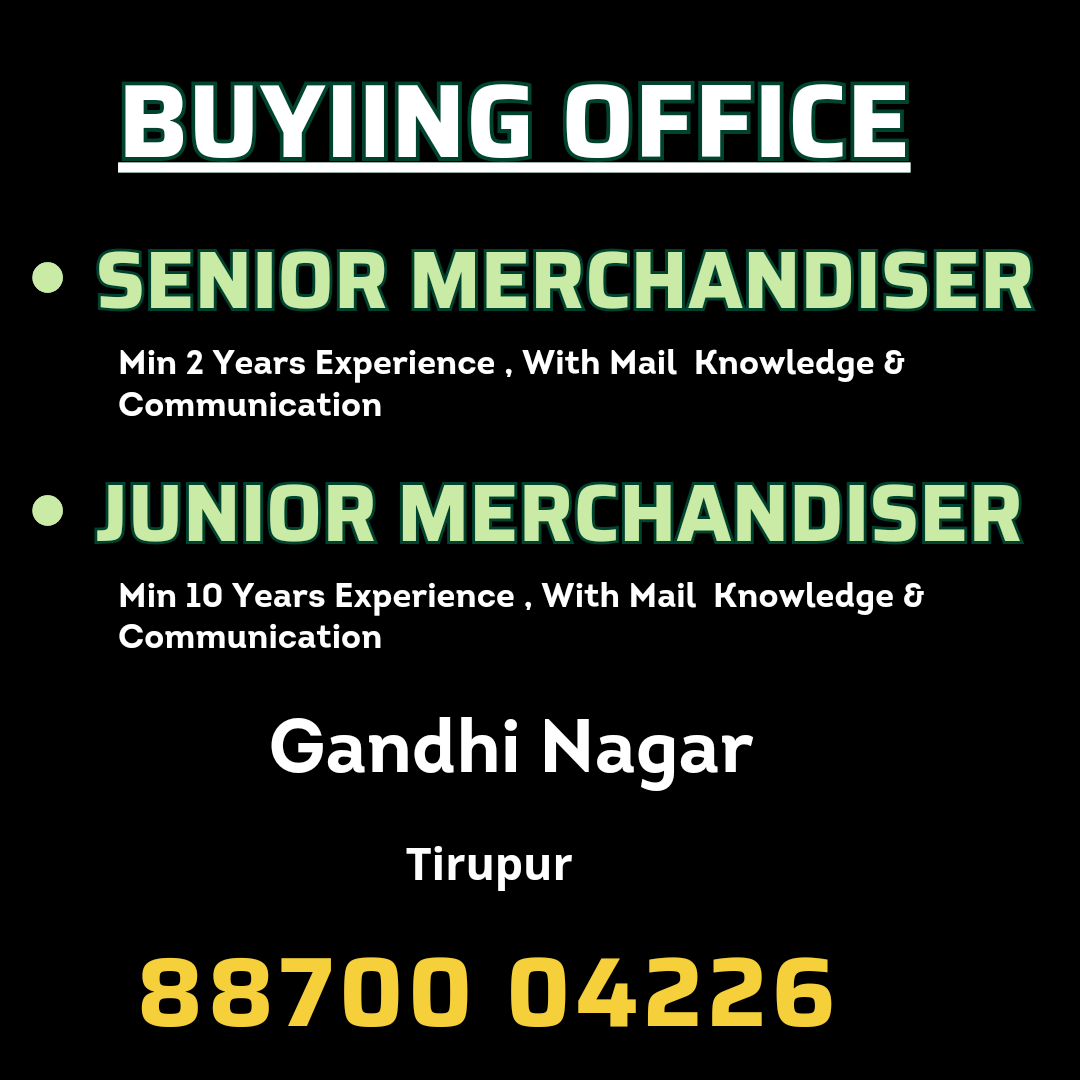 BUYIING OFFICE
• SENIOR MERCHANDISER
Min 2 Years Experience , With Mail  Knowledge &
Communication
• JUNIOR MERCHANDISER
Min 10 Years Experience , With Mail  Knowledge &
Communication
Gandhi Nagar
Tirupur
88700 04226